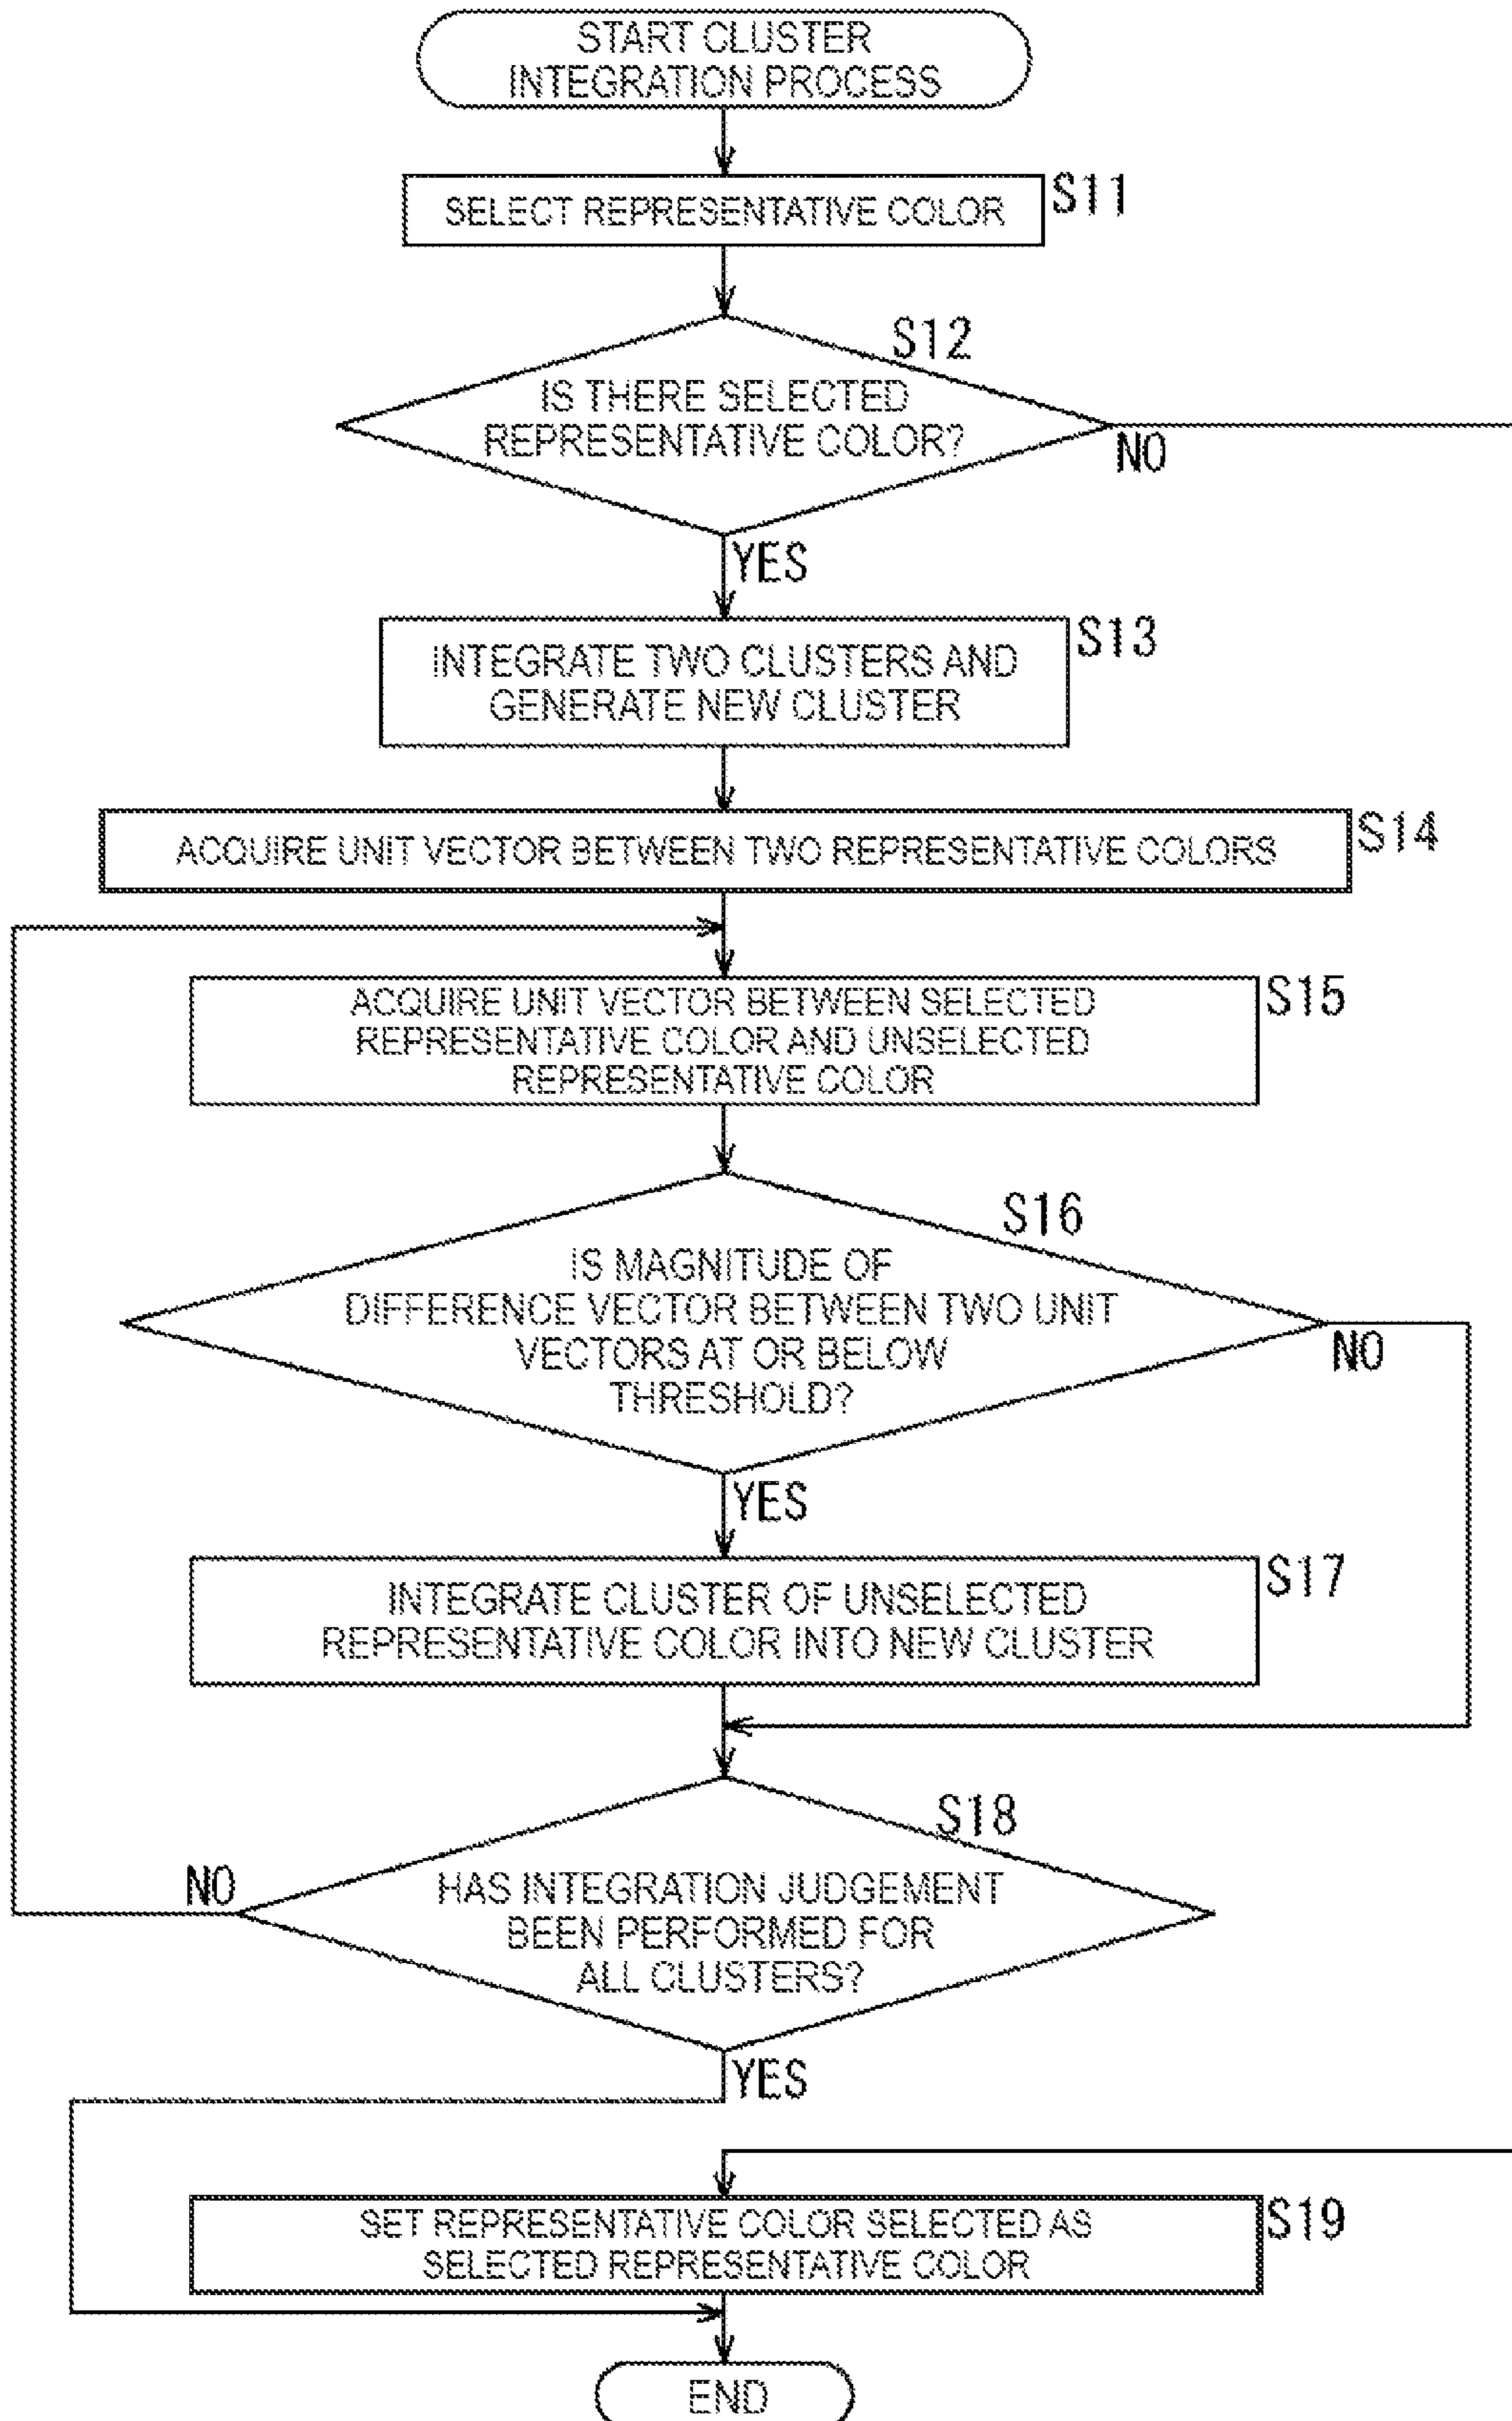 START CLUSTER
INTEGRATION PROCESS
SELECT REPRESENTATIVE COLOR
S11
S12
IS THERE SELECTED
REPRESENTATIVE COLOR?
NO
YES
INTEGRATE TWO CLUSTERS AND
GENERATE NEW CLUSTER
S13
ACQUIRE UNIT VECTOR BETWEEN TWO REPRESENTATIVE COLORS
S14
ACQUIRE UNIT VECTOR BETWEEN SELECTED
REPRESENTATIVE COLOR AND UNSELECTED
REPRESENTATIVE COLOR
S15
S16
IS MAGNITUDE OF
DIFFERENCE VECTOR BETWEEN TWO UNIT
VECTORS AT OR BELOW
THRESHOLD?
NO
YES
INTEGRATE CLUSTER OF UNSELECTED
REPRESENTATIVE COLOR INTO NEW CLUSTER
S17
S18
NO
HAS INTEGRATION JUDGEMENT
BEEN PERFORMED FOR
ALL CLUSTERS?
YES
SET REPRESENTATIVE COLOR SELECTED AS
SELECTED REPRESENTATIVE COLOR
S19
END